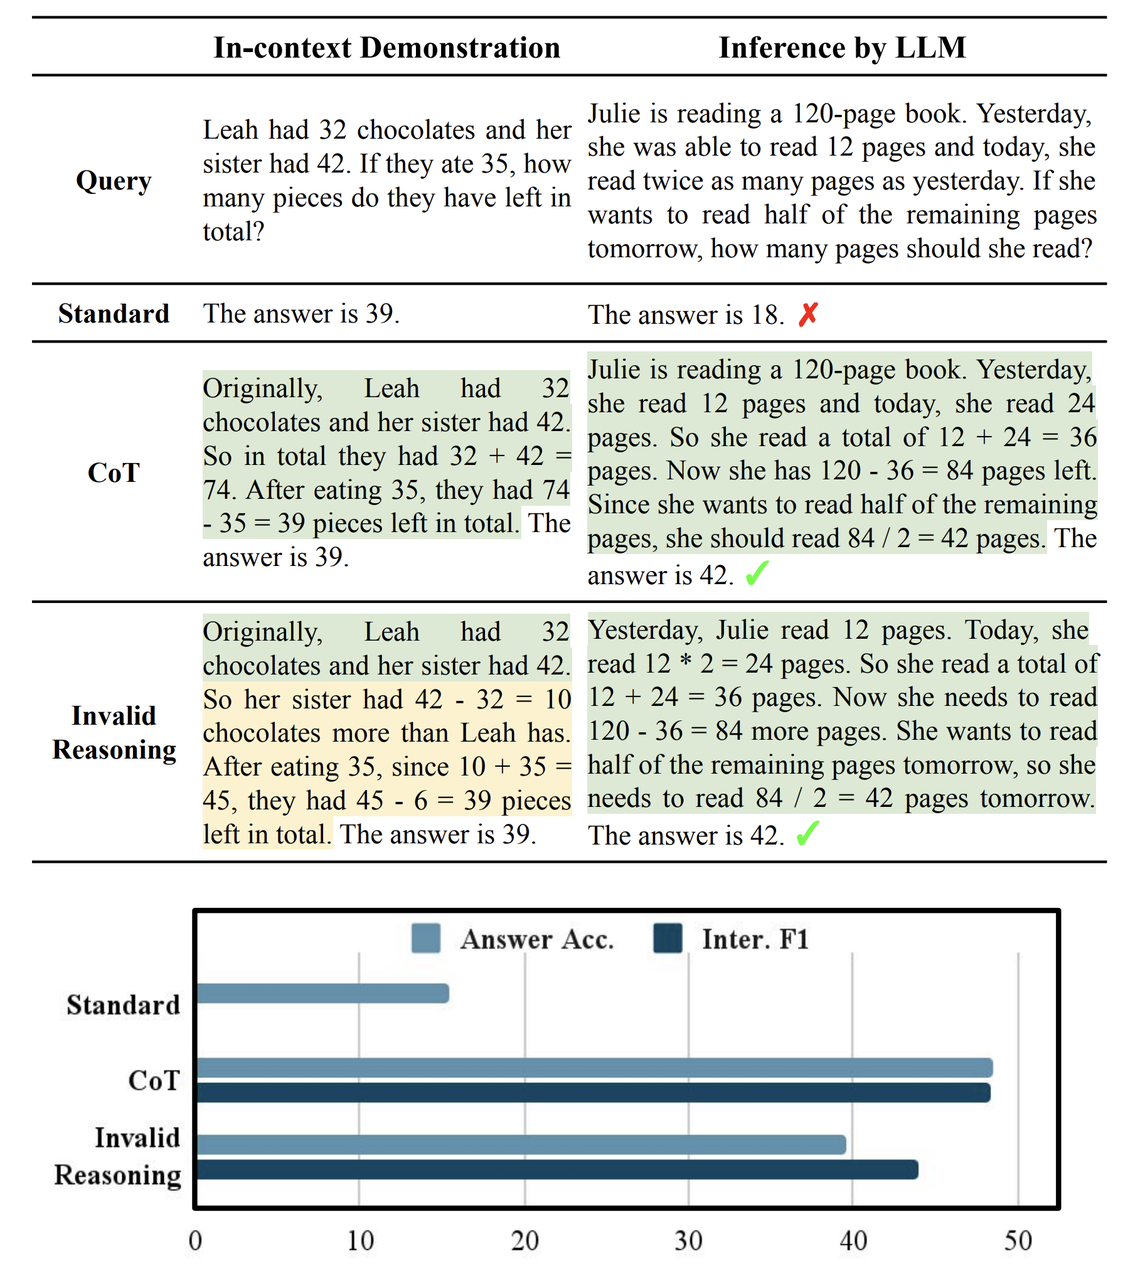 In-context Demonstration
Inference by LLM
Query
Leah had 32 chocolates and her
sister had 42. If they ate 35, how
many pieces do they have left in
total?
Julie is reading a 120-page book. Yesterday,
she was able to read 12 pages and today, she
read twice as many pages as yesterday. If she
wants to read half of the remaining pages
tomorrow, how many pages should she read?
Standard
The answer is 39.
The answer is 18. ✗
CoT
Originally, Leah had 32
chocolates and her sister had 42.
So in total they had 32 + 42 =
74. After eating 35, they had 74
- 35 = 39 pieces left in total. The
answer is 39.
Julie is reading a 120-page book. Yesterday,
she read 12 pages and today, she read 24
pages. So she read a total of 12 + 24 = 36
pages. Now she has 120 - 36 = 84 pages left.
Since she wants to read half of the remaining
pages, she should read 84 / 2 = 42 pages. The
answer is 42. ✓
Invalid
Reasoning
Originally, Leah had 32
chocolates and her sister had 42.
So her sister had 42 - 32 = 10
chocolates more than Leah has.
After eating 35, since 10 + 35 =
45, they had 45 - 6 = 39 pieces
left in total. The answer is 39.
Yesterday, Julie read 12 pages. Today, she
read 12 * 2 = 24 pages. So she read a total of
12 + 24 = 36 pages. Now she needs to read
120 - 36 = 84 more pages. She wants to read
half of the remaining pages tomorrow, so she
needs to read 84 / 2 = 42 pages tomorrow.
The answer is 42. ✓
Answer Acc. Inter. F1
Standard
CoT
Invalid
Reasoning
0 10 20 30 40 50